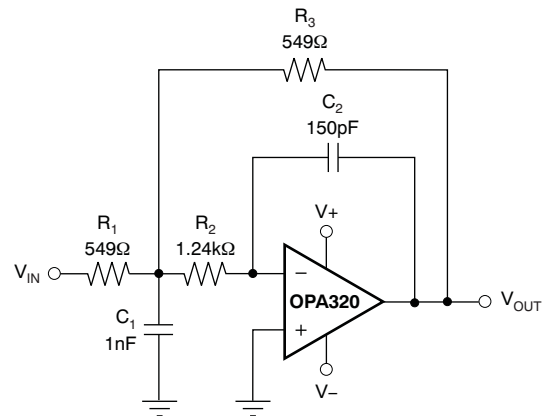 R3
549Ω
C2
150pF
R1
549Ω
R2
1.24kΩ
V+
VIN
−
OPA320
+
VOUT
C1
1nF
V−